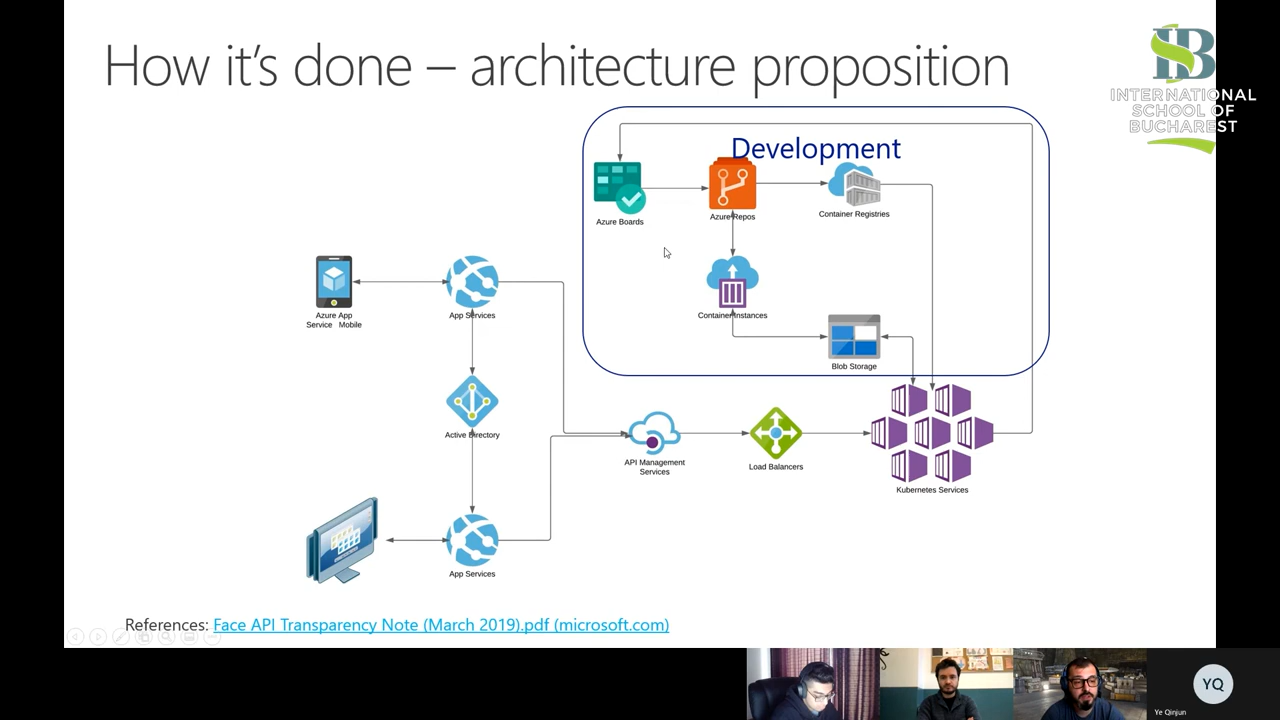 How it's done – architecture proposition
ISB
INTERNATIONAL
SCHOOL OF
BUCHAREST
Development
Azure Boards
Azure Repos
Container Registries
Container Instances
Blob Storage
Azure App
Service Mobile
App Services
Active Directory
App Services
API Management
Services
Load Balancers
Kubernetes Services
References: Face API Transparency Note (March 2019).pdf (microsoft.com)
YQ
Ye Qinjun